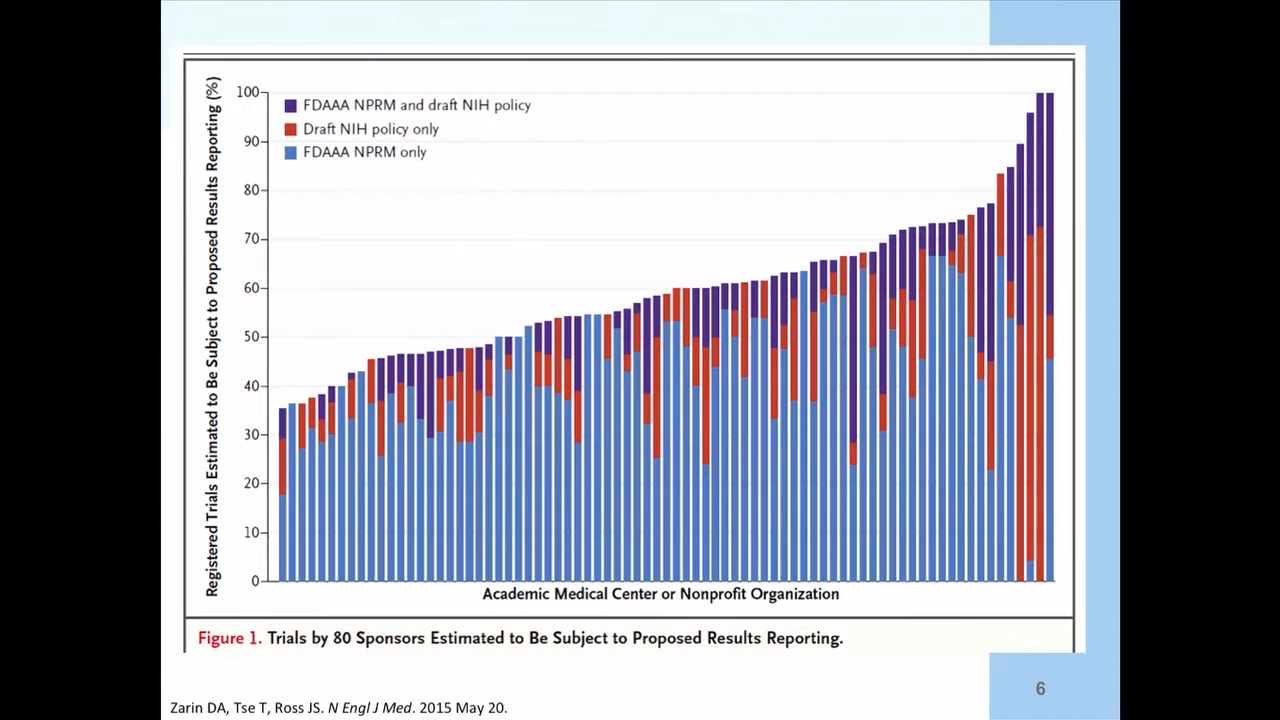 Registered Trials Estimated to Be Subject to Proposed Results Reporting (%)
100
90
80
70
60
50
40
30
20
10
0
FDAAA NPRM and draft NIH policy
Draft NIH policy only
FDAAA NPRM only
Academic Medical Center or Nonprofit Organization
Figure 1. Trials by 80 Sponsors Estimated to Be Subject to Proposed Results Reporting.
6
Zarin DA, Tse T, Ross JS. N Engl J Med. 2015 May 20.